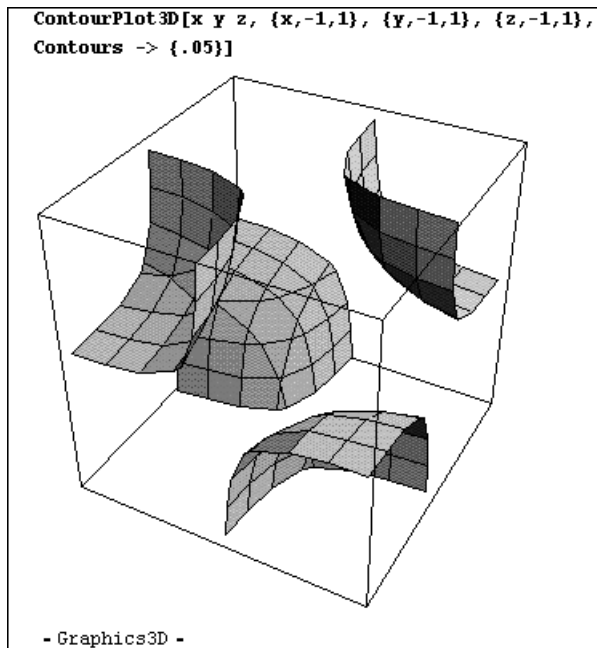 ContourPlot3D[x y z, {x,-1,1}, {y,-1,1}, {z,-1,1},
Contours -> {.05}]
- Graphics3D -